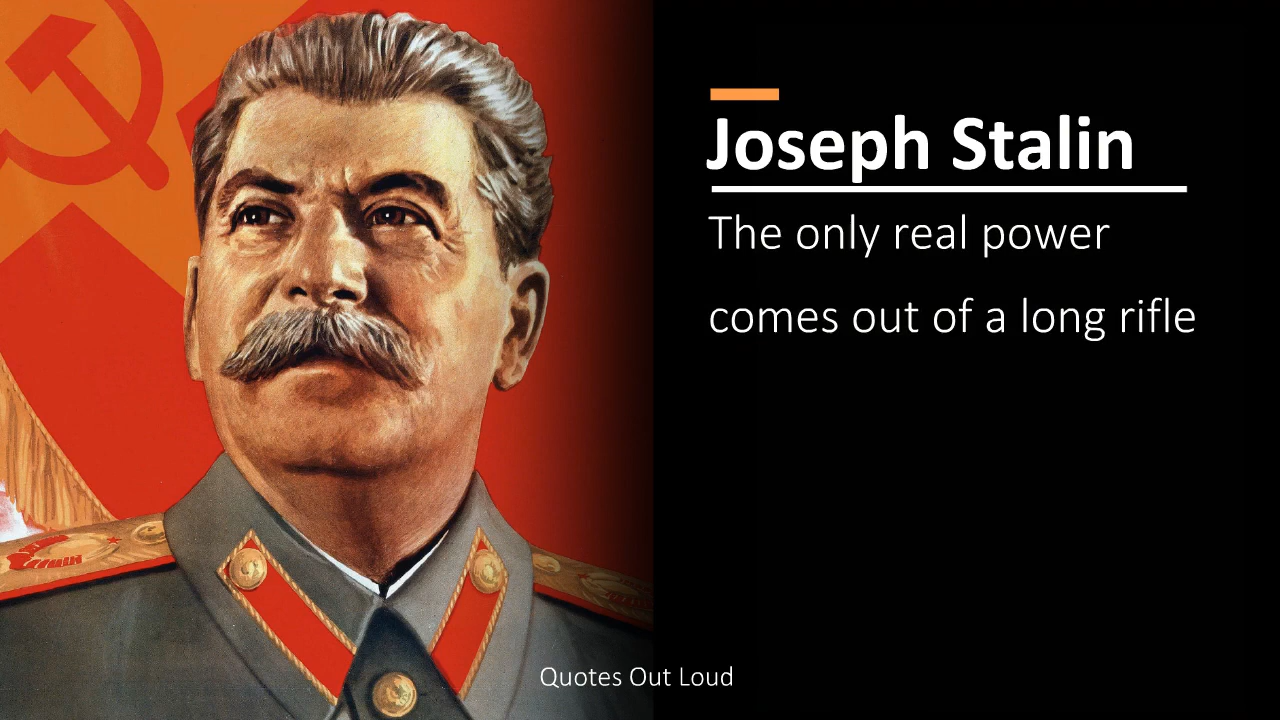 Joseph Stalin
The only real power
comes out of a long rifle
Quotes Out Loud